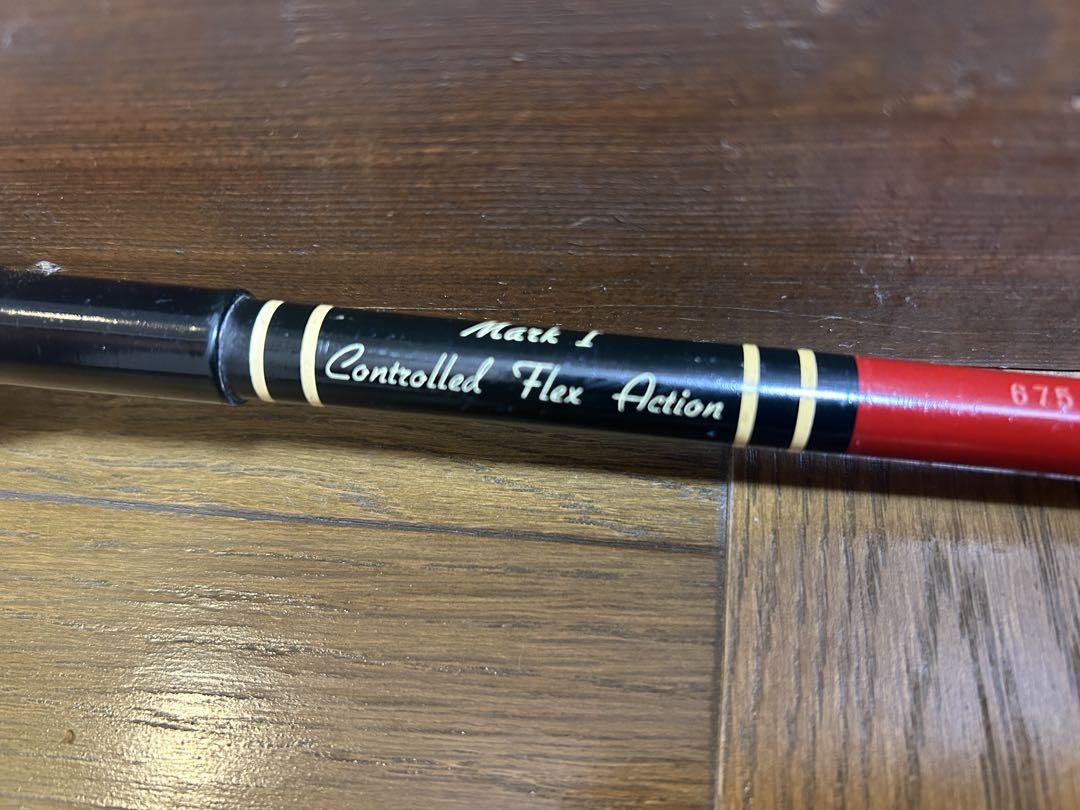 Mark I
Controlled Flex Action
675